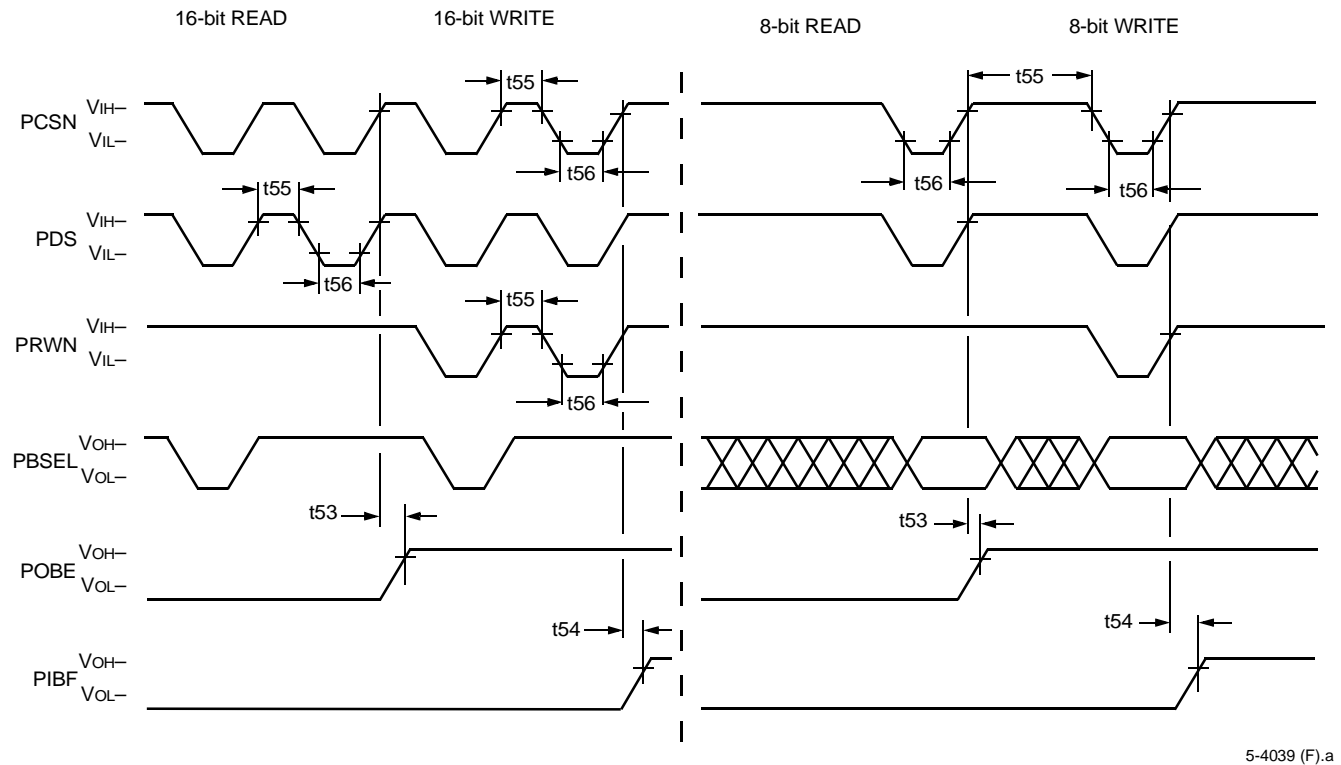 16-bit READ 16-bit WRITE 8-bit READ 8-bit WRITE
t55 t55
PCSN VIH–
VIL–
t56 t56 t56
t55
PDS VIH–
VIL–
t56 t55
PRWN VIH–
VIL–
t56
PBSEL VOH–
VOL–
t53 t53
POBE VOH–
VOL–
t54 t54
PIBF VOH–
VOL–
5-4039 (F).a